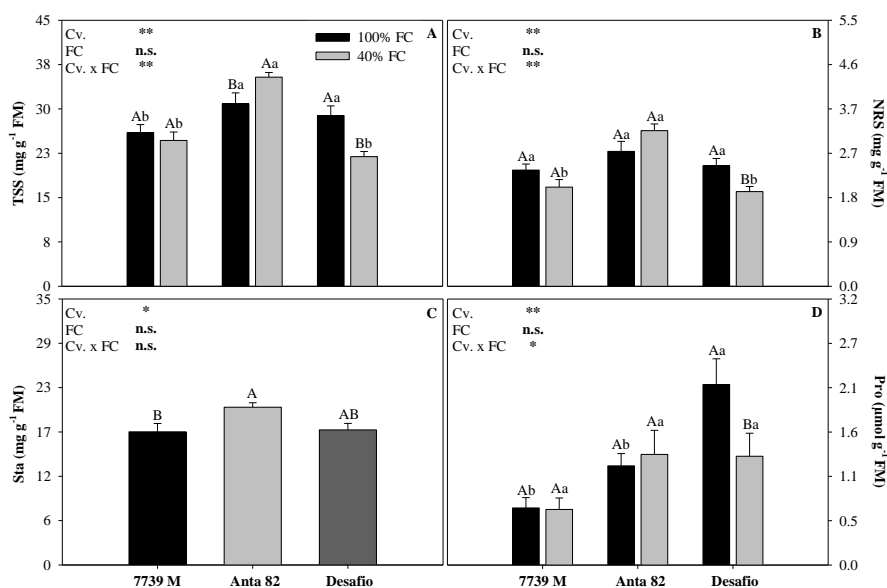 45
38
30
23
15
8
0
TSS (mg g-1 FM)
Cv. **
FC n.s.
Cv. x FC **
A
100% FC
40% FC
Ab Ab Ba Aa Aa Bb
Cv. **
FC n.s.
Cv. x FC **
B
Aa Ab Aa Aa Aa Bb
5.5
4.6
3.7
2.7
1.8
0.9
0.0
NRS (mg g-1 FM)
35
29
23
17
12
6
0
Sta (mg g-1 FM)
Cv. *
FC n.s.
Cv. x FC n.s.
C
B A AB
7739 M Anta 82 Desafio
Cv. **
FC n.s.
Cv. x FC *
D
Ab Aa Ab Aa Aa Ba
7739 M Anta 82 Desafio
3.2
2.7
2.1
1.6
1.1
0.5
0.0
Pro (µmol g-1 FM)